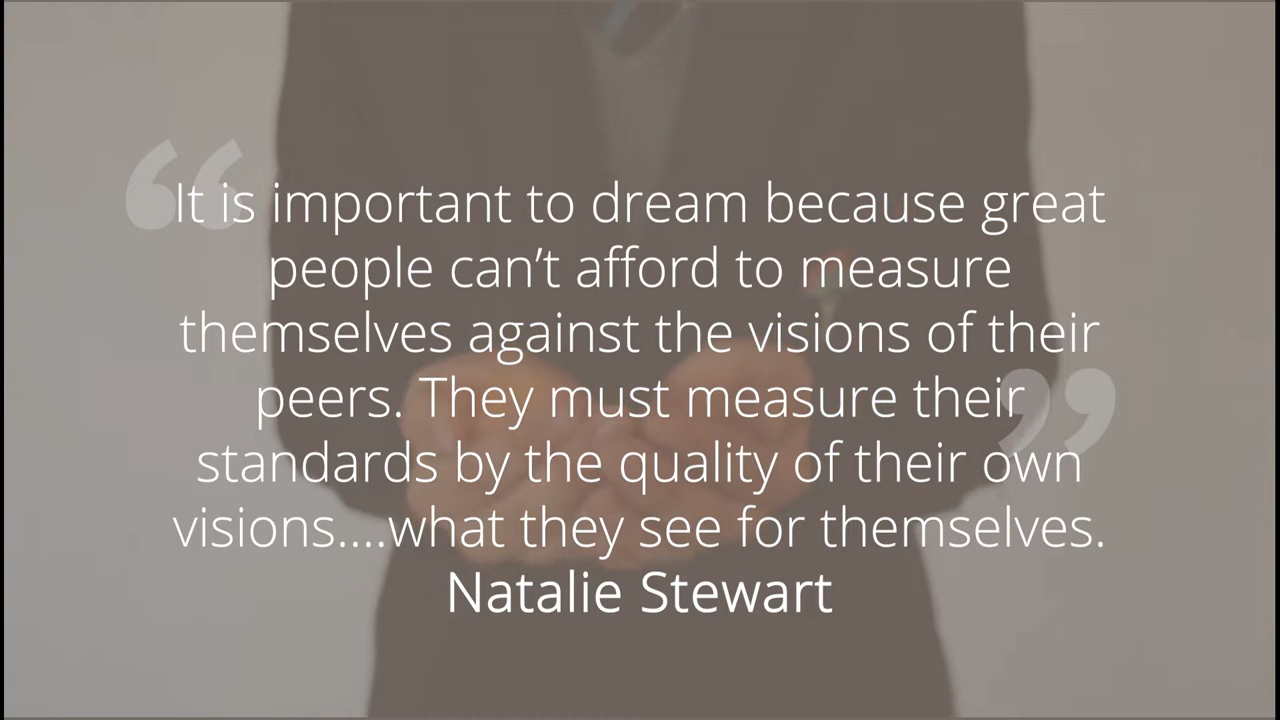 It is important to dream because great
people can’t afford to measure
themselves against the visions of their
peers. They must measure their
standards by the quality of their own
visions....what they see for themselves.
Natalie Stewart